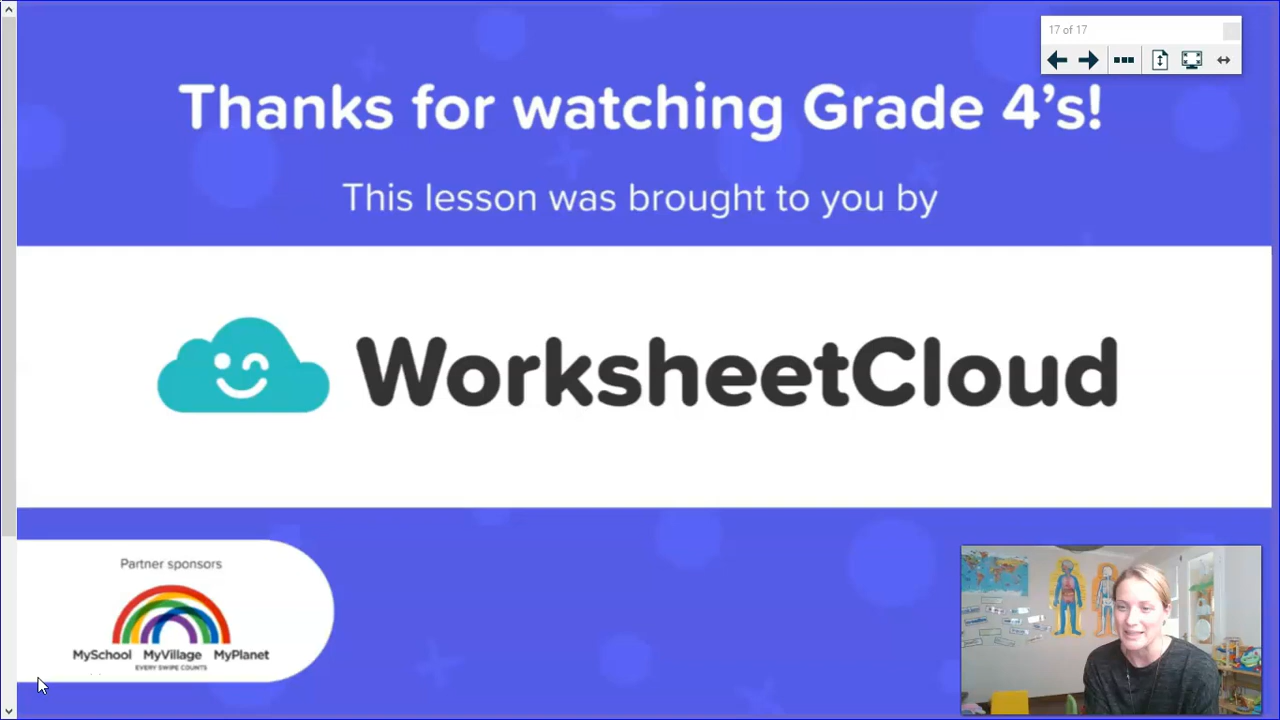 17 of 17
Thanks for watching Grade 4's!
This lesson was brought to you by
WorksheetCloud
Partner sponsors
MySchool MyVillage MyPlanet
EVERY SWIPE COUNTS